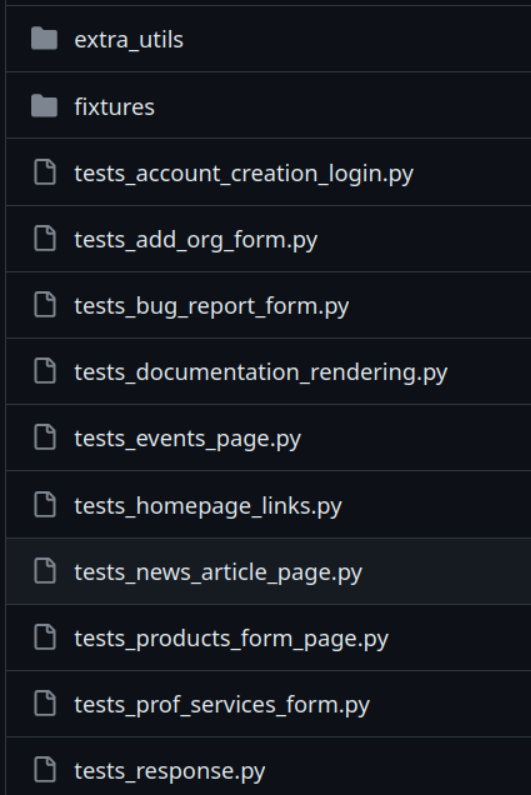 extra_utils
fixtures
tests_account_creation_login.py
tests_add_org_form.py
tests_bug_report_form.py
tests_documentation_rendering.py
tests_events_page.py
tests_homepage_links.py
tests_news_article_page.py
tests_products_form_page.py
tests_prof_services_form.py
tests_response.py